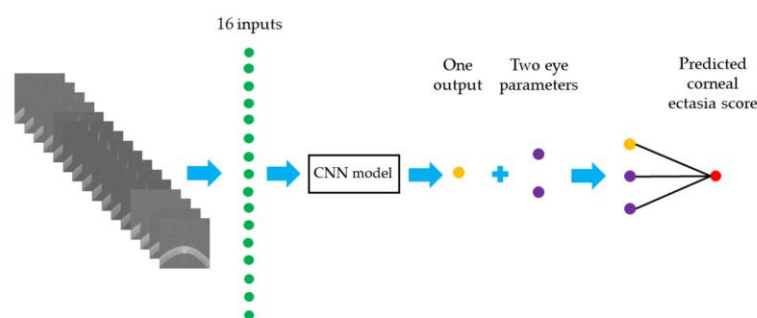 16 inputs
One
output
Two eye
parameters
Predicted
corneal
ectasia score
CNN model